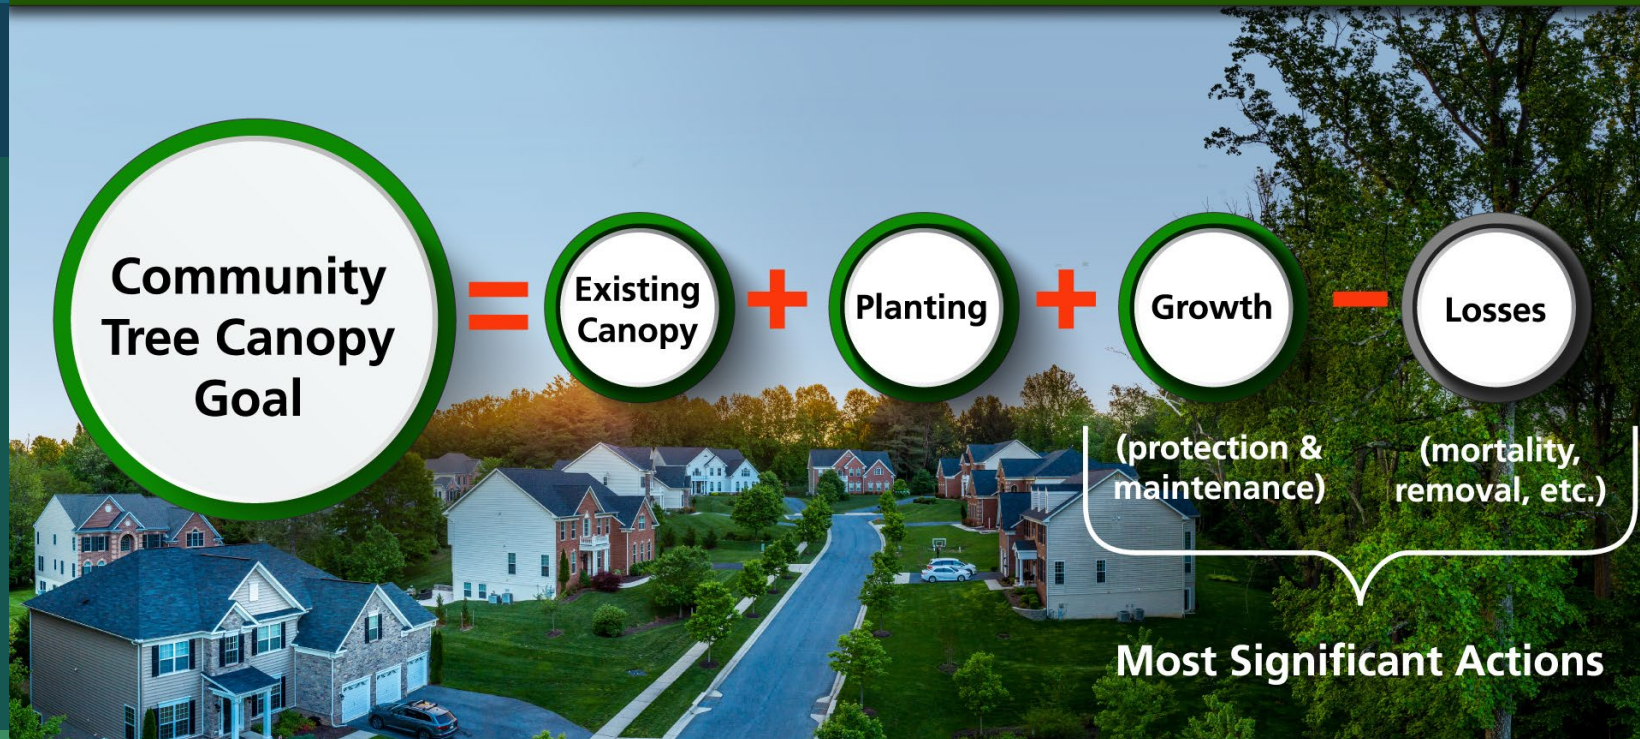 Community
Tree Canopy
Goal
=
Existing
Canopy
+
Planting
+
Growth
−
Losses
(protection &
maintenance)
(mortality,
removal, etc.)
Most Significant Actions